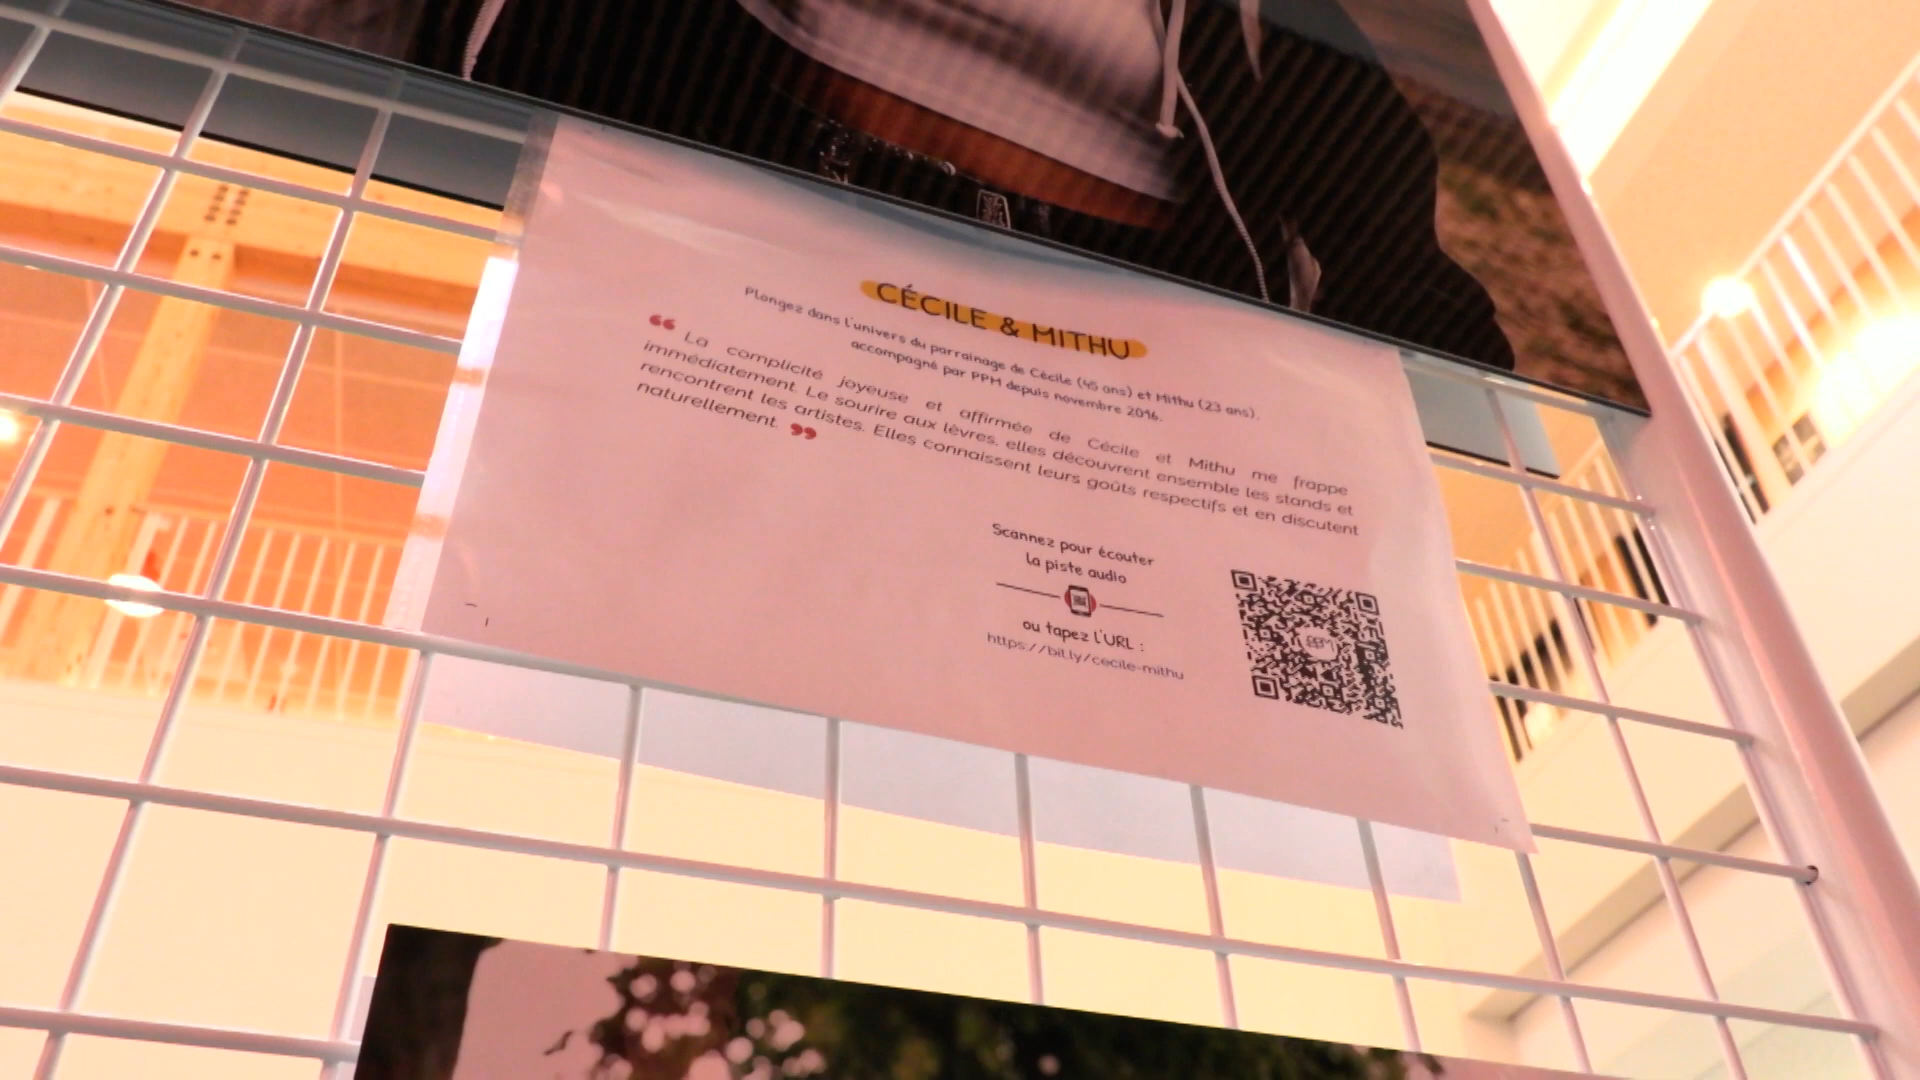 CÉCILE & MITHU
Plongez dans l'univers du parrainage de Cécile (45 ans) et Mithu (23 ans),
accompagné par PPM depuis novembre 2016.
“ La complicité joyeuse et affirmée de Cécile et Mithu me frappe
immédiatement. Le sourire aux lèvres, elles découvrent ensemble les stands et
rencontrent les artistes. Elles connaissent leurs goûts respectifs et en discutent
naturellement. ”
Scannez pour écouter
la piste audio
ou tapez l'URL :
https://bit.ly/cecile-mithu
PPM